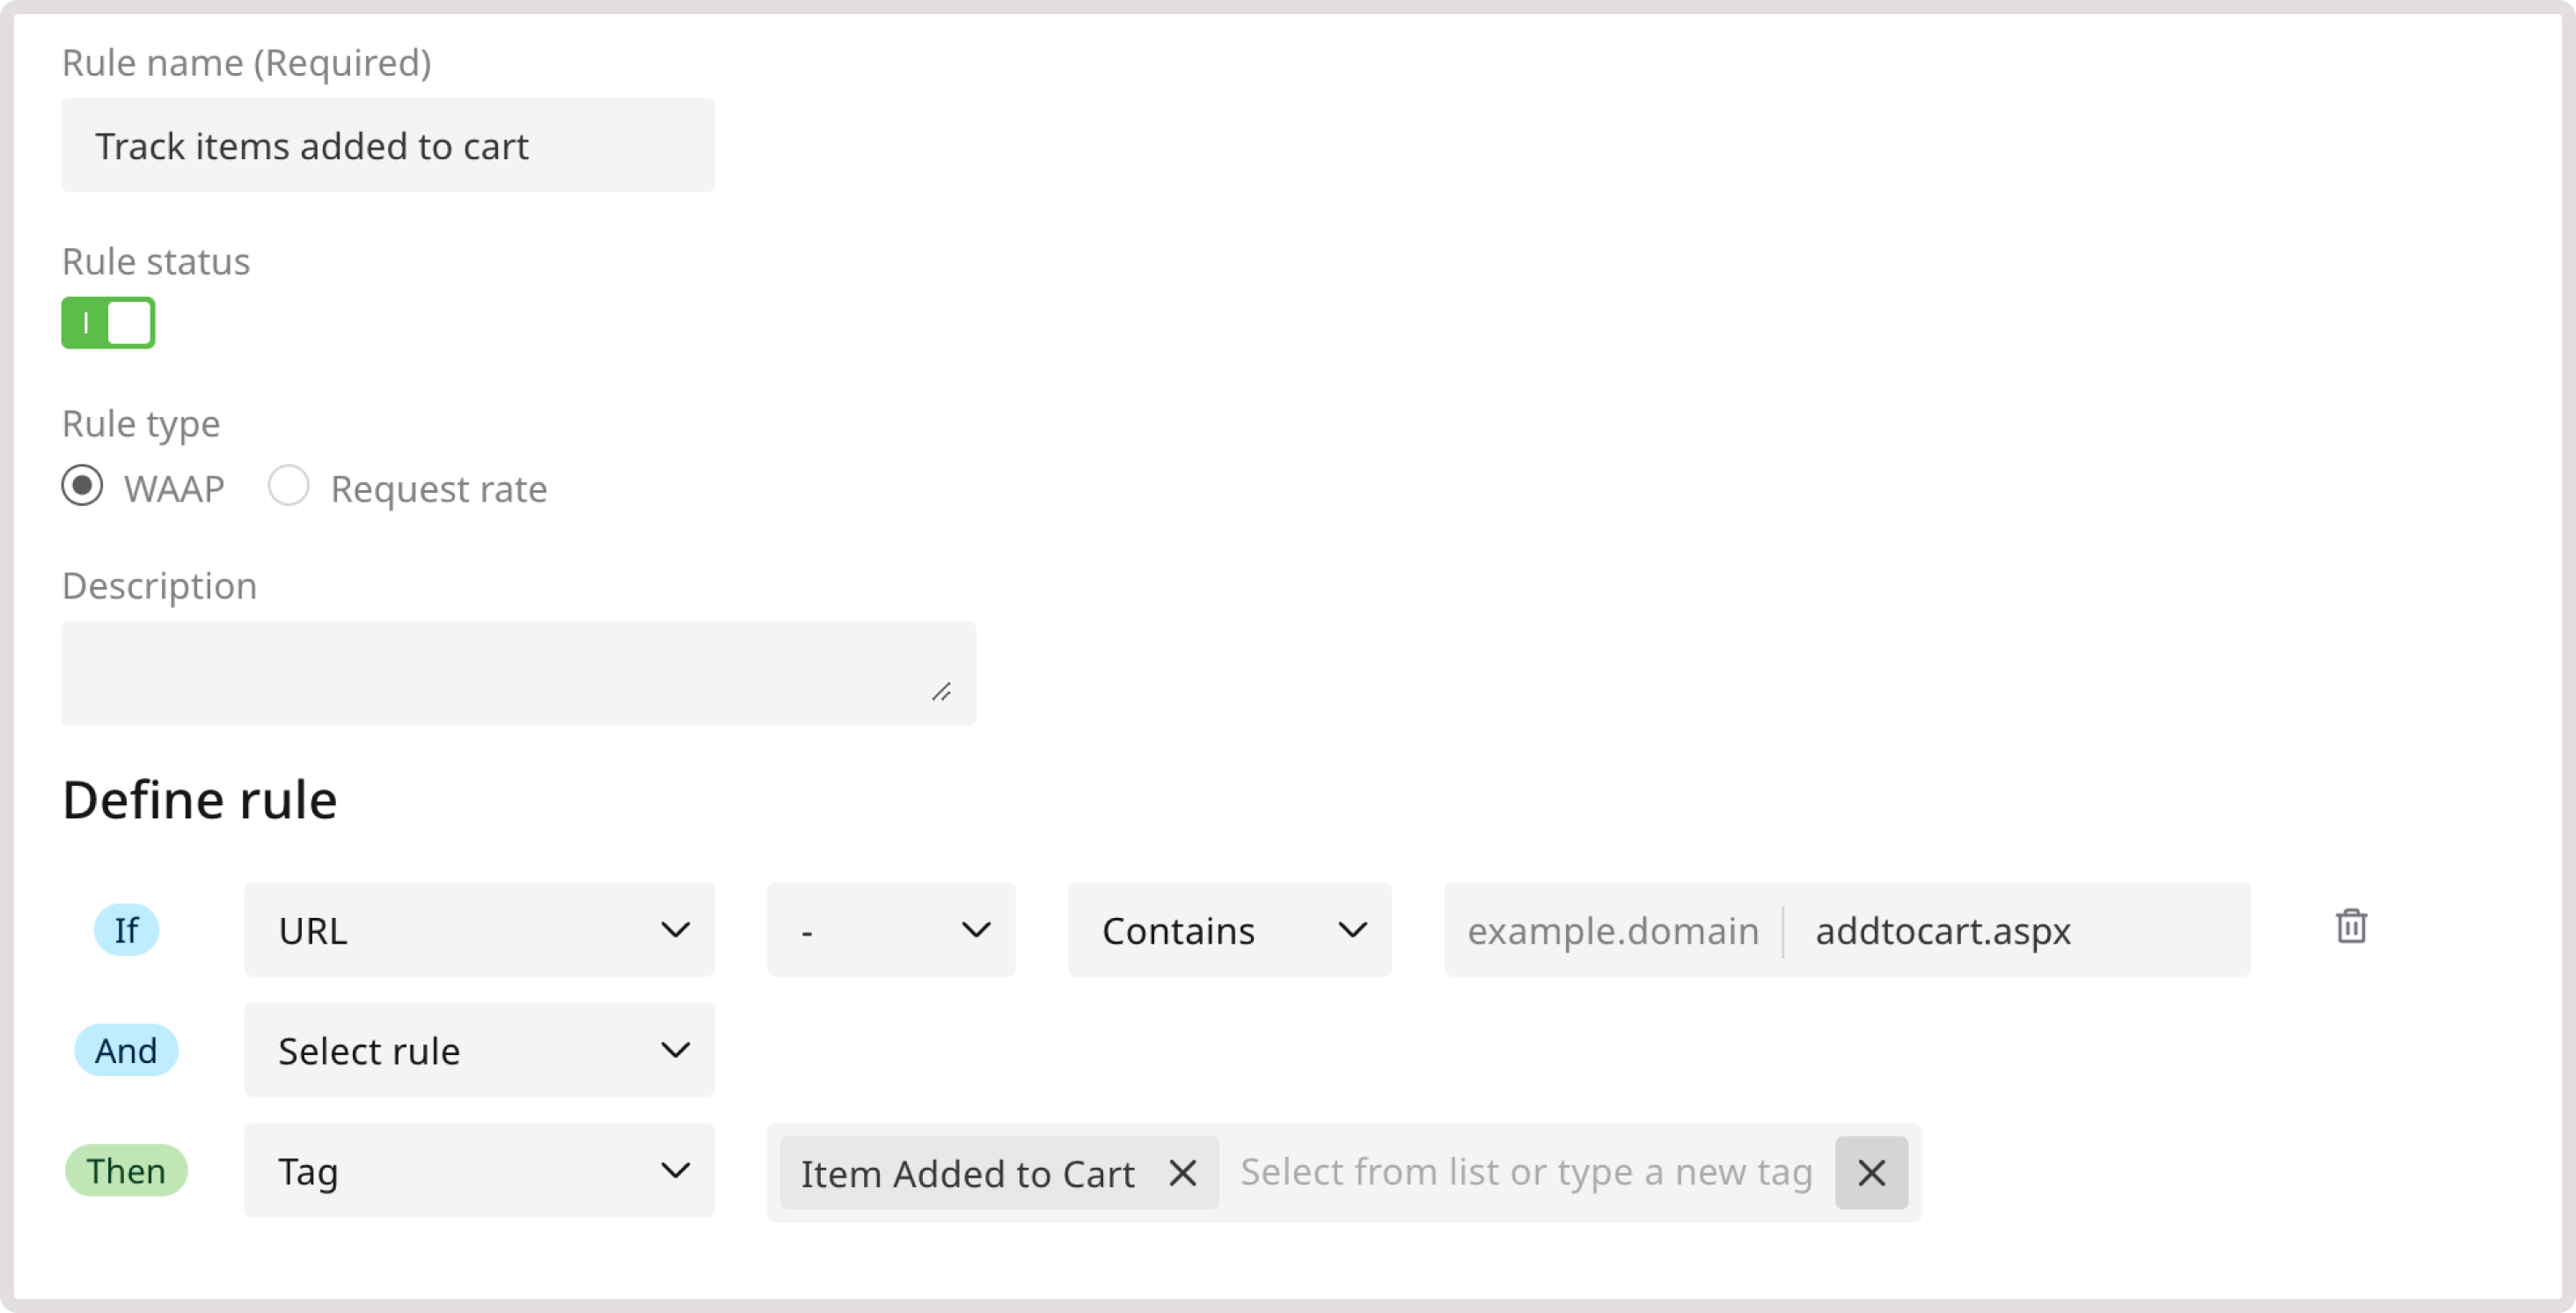 Rule name (Required)
Track items added to cart
Rule status
Rule type
WAAP Request rate
Description
Define rule
If URL - Contains example.domain addtocart.aspx
And Select rule
Then Tag Item Added to Cart Select from list or type a new tag